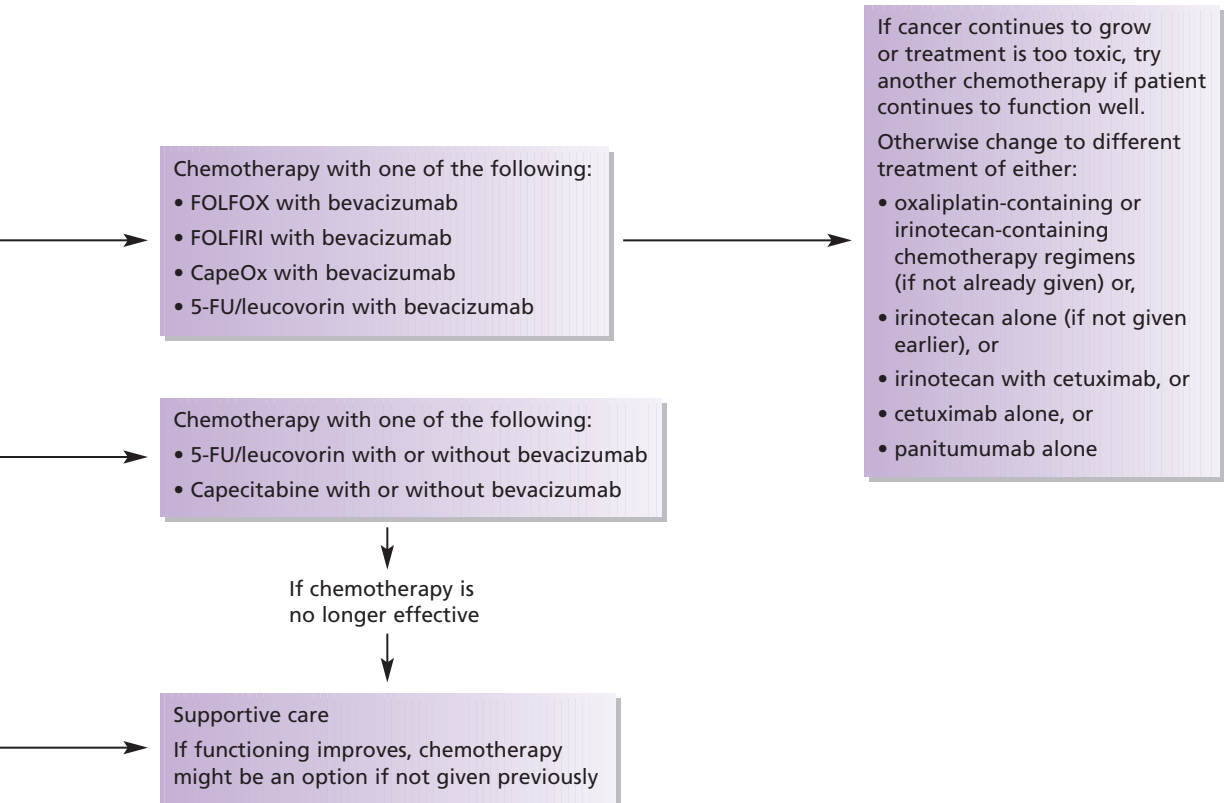 Chemotherapy with one of the following:
• FOLFOX with bevacizumab
• FOLFIRI with bevacizumab
• CapeOx with bevacizumab
• 5-FU/leucovorin with bevacizumab
If cancer continues to grow
or treatment is too toxic, try
another chemotherapy if patient
continues to function well.
Otherwise change to different
treatment of either:
• oxaliplatin-containing or
irinotecan-containing
chemotherapy regimens
(if not already given) or,
• irinotecan alone (if not given
earlier), or
• irinotecan with cetuximab, or
• cetuximab alone, or
• panitumumab alone
Chemotherapy with one of the following:
• 5-FU/leucovorin with or without bevacizumab
• Capecitabine with or without bevacizumab
If chemotherapy is
no longer effective
Supportive care
If functioning improves, chemotherapy
might be an option if not given previously